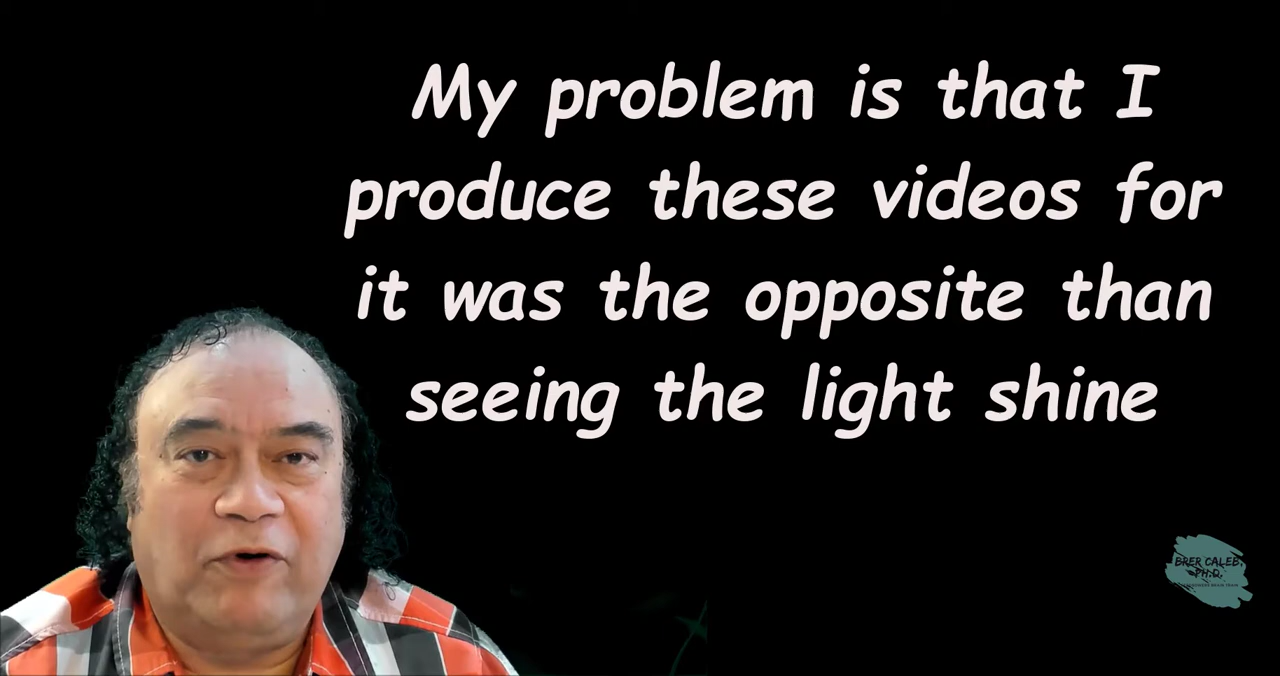 My problem is that I
produce these videos for
it was the opposite than
seeing the light shine
BRER CALEB,
PH.D.